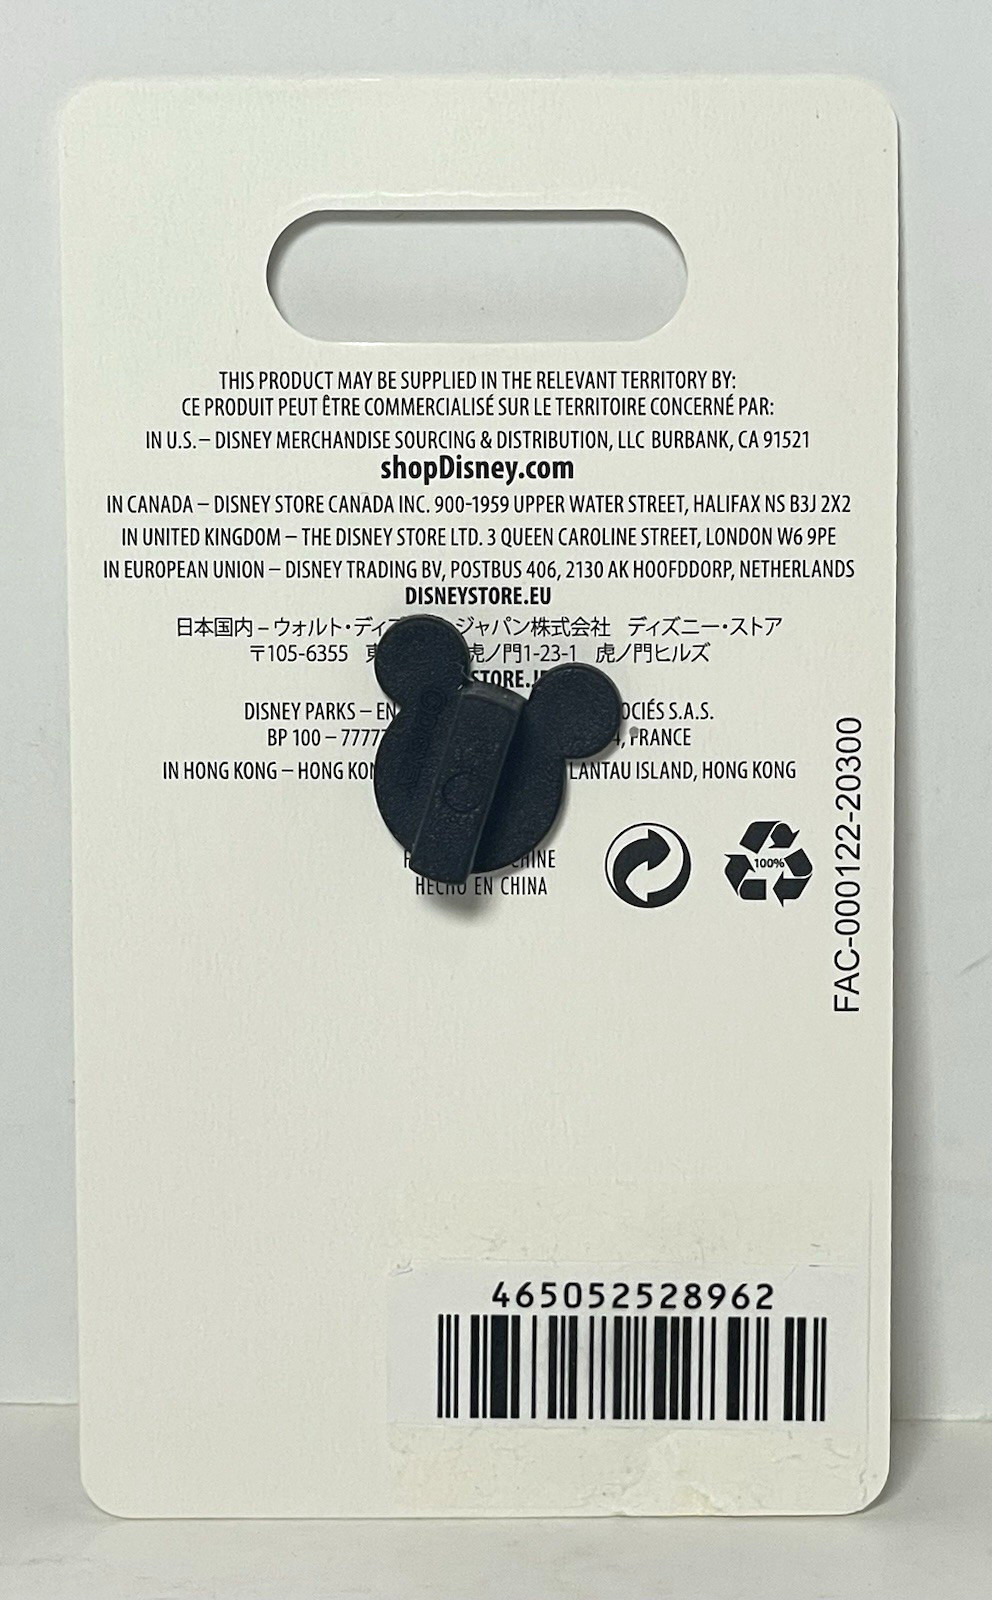 THIS PRODUCT MAY BE SUPPLIED IN THE RELEVANT TERRITORY BY:
CE PRODUIT PEUT ÊTRE COMMERCIALISÉ SUR LE TERRITOIRE CONCERNÉ PAR:
IN U.S. – DISNEY MERCHANDISE SOURCING & DISTRIBUTION, LLC BURBANK, CA 91521
shopDisney.com
IN CANADA – DISNEY STORE CANADA INC. 900-1959 UPPER WATER STREET, HALIFAX NS B3J 2X2
IN UNITED KINGDOM – THE DISNEY STORE LTD. 3 QUEEN CAROLINE STREET, LONDON W6 9PE
IN EUROPEAN UNION – DISNEY TRADING BV, POSTBUS 406, 2130 AK HOOFDDORP, NETHERLANDS
DISNEYSTORE.EU
日本国内 – ウォルト・ディ ジャパン株式会社 ディズニー・ストア
〒105-6355 虎ノ門1-23-1 虎ノ門ヒルズ
DISNEY PARKS – S.A.S.
BP 100 – FRANCE
IN HONG KONG – HONG LANTAU ISLAND, HONG KONG
HECHO EN CHINA
100%
FAC-000122-20300
465052528962